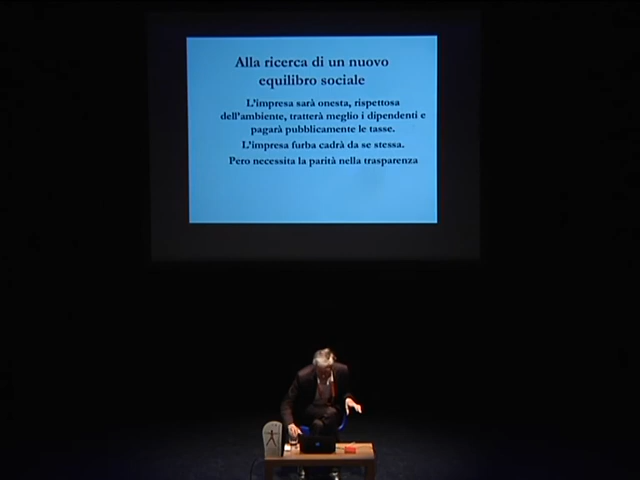 Alla ricerca di un nuovo
equilibro sociale
L'impresa sarà onesta, rispettosa
dell'ambiente, tratterà meglio i dipendenti e
pagarà pubblicamente le tasse.
L'impresa furba cadrà da se stessa.
Pero necessita la parità nella trasparenza